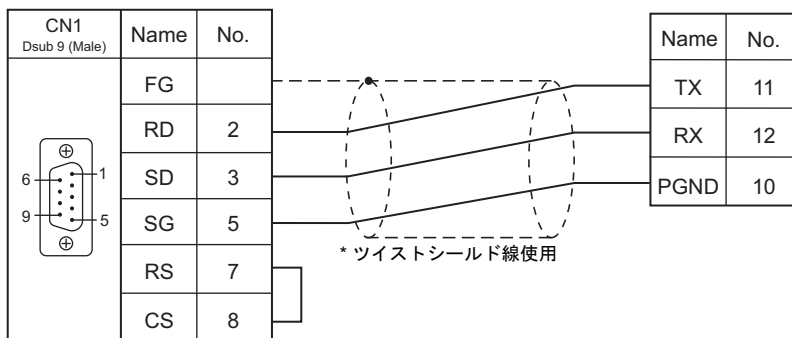 CN1
Dsub 9 (Male)
Name No.
FG
RD 2
SD 3
SG 5
RS 7
CS 8
6
1
9
5
* ツイストシールド線使用
Name No.
TX 11
RX 12
PGND 10